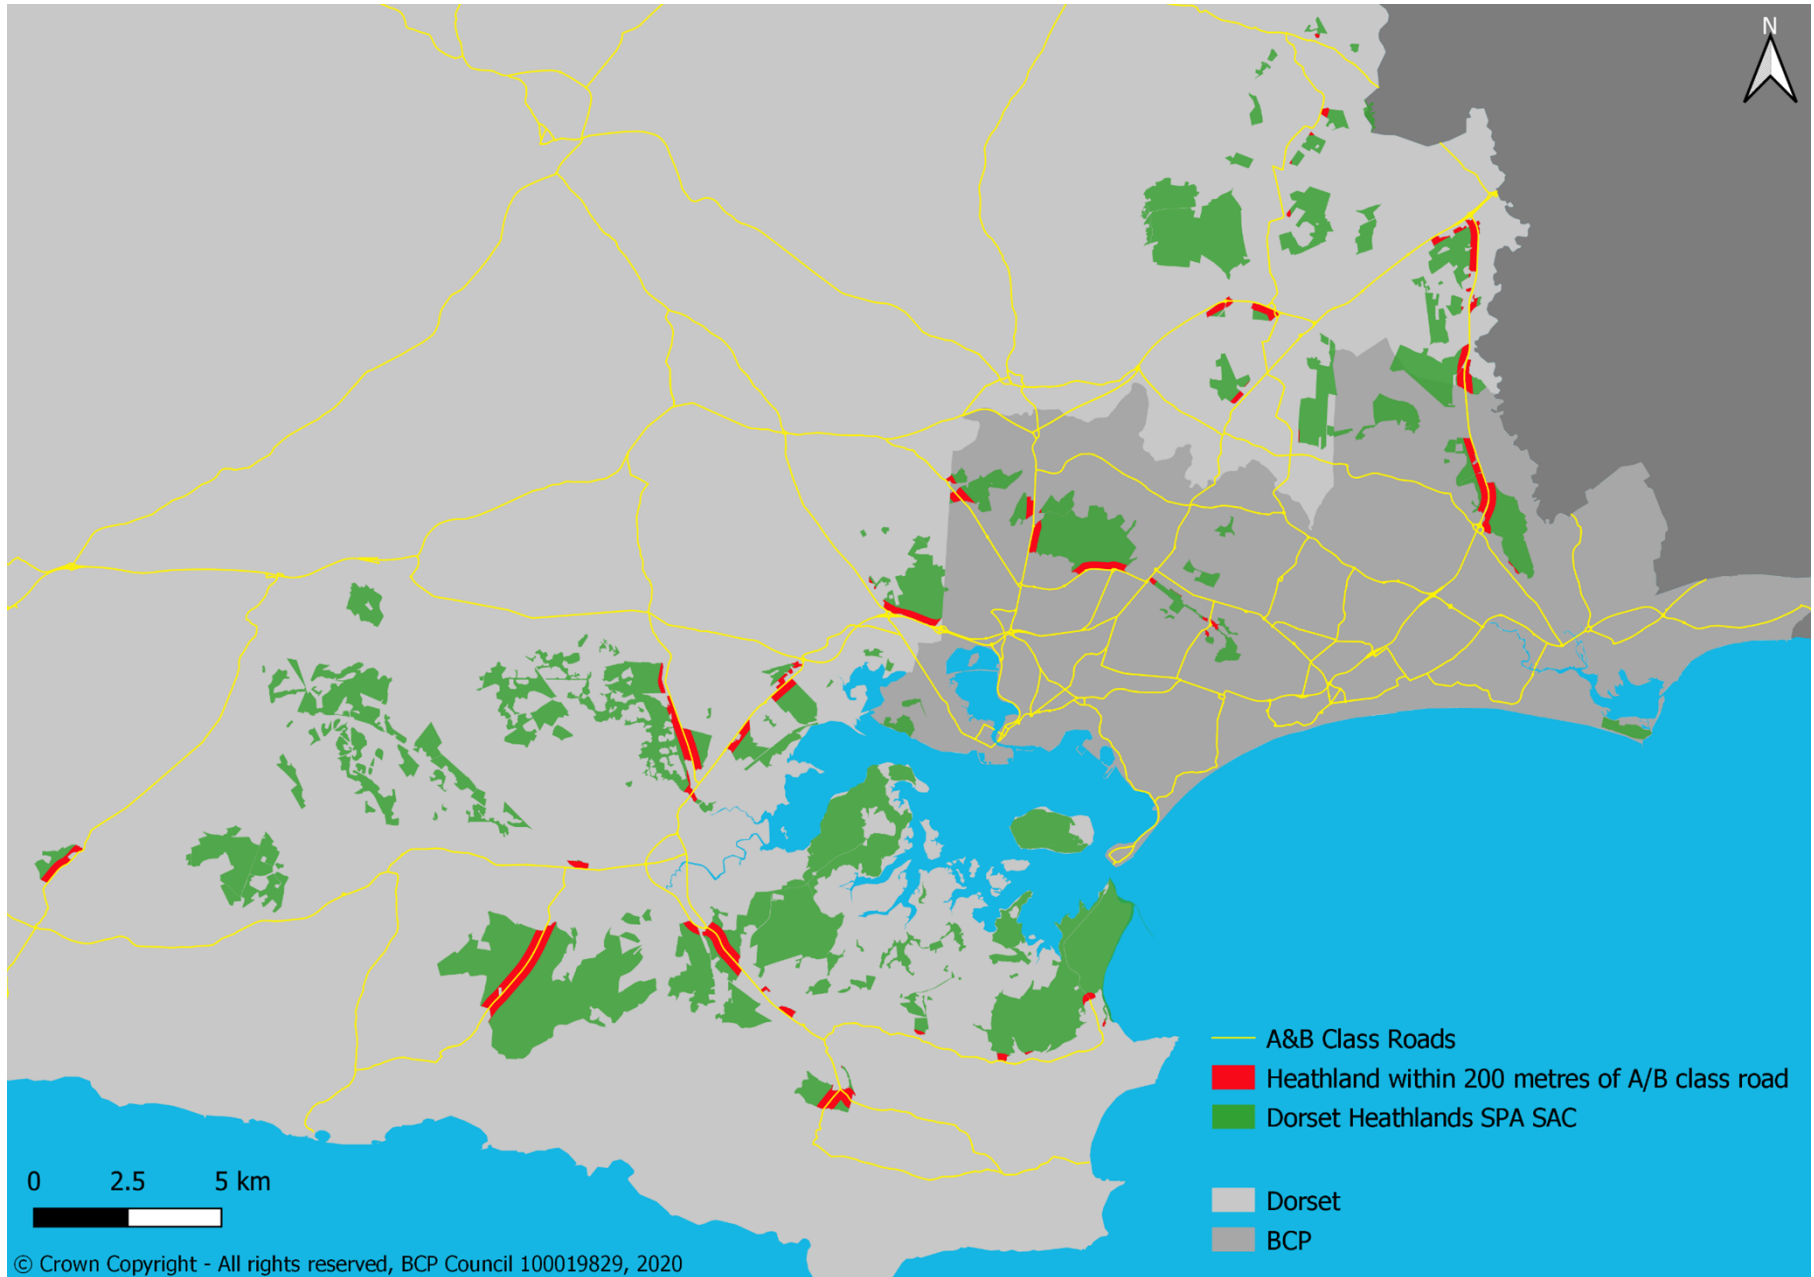 N
A&B Class Roads
Heathland within 200 metres of A/B class road
Dorset Heathlands SPA SAC
Dorset
BCP
0 2.5 5 km
© Crown Copyright - All rights reserved, BCP Council 100019829, 2020